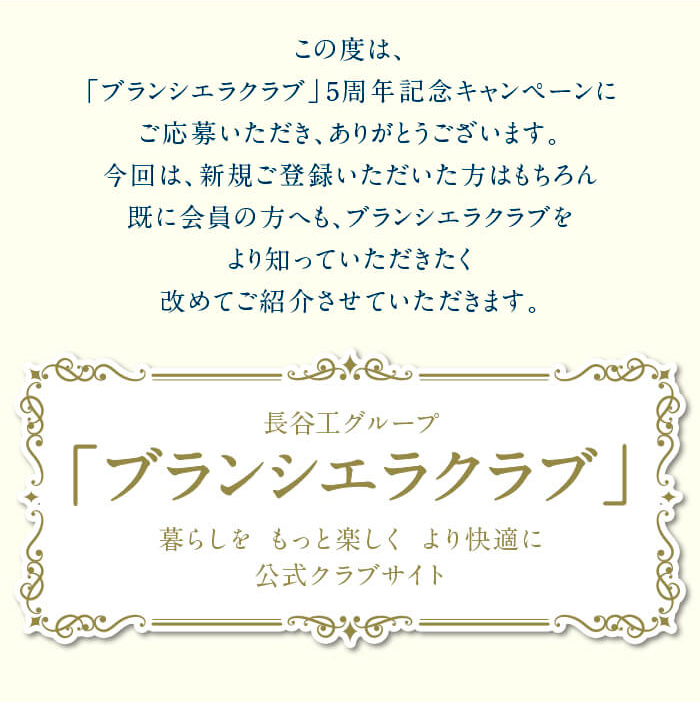 この度は、
「ブランシエラクラブ」5周年記念キャンペーンに
ご応募いただき、ありがとうございます。
今回は、新規ご登録いただいた方はもちろん
既に会員の方へも、ブランシエラクラブを
より知っていただきたく
改めてご紹介させていただきます。
長谷工グループ
「ブランシエラクラブ」
暮らしを もっと楽しく より快適に
公式クラブサイト